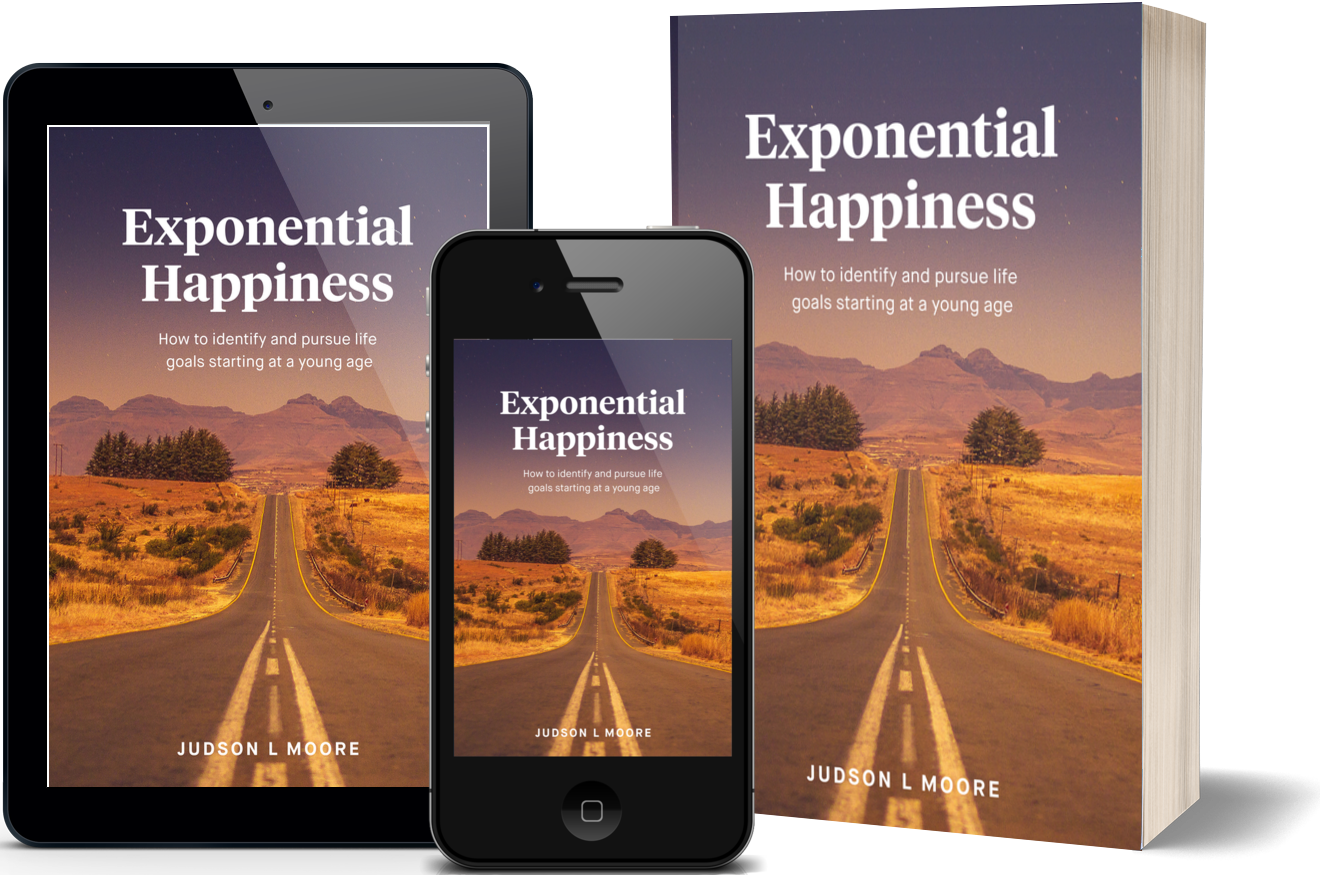 Exponential
Happiness
How to identify and pursue life
goals starting at a young age
JUDSON L MOORE
Exponential
Happiness
How to identify and pursue life
goals starting at a young age
JUDSON L MOORE
Exponential
Happiness
How to identify and pursue life
goals starting at a young age
JUDSON L MOORE